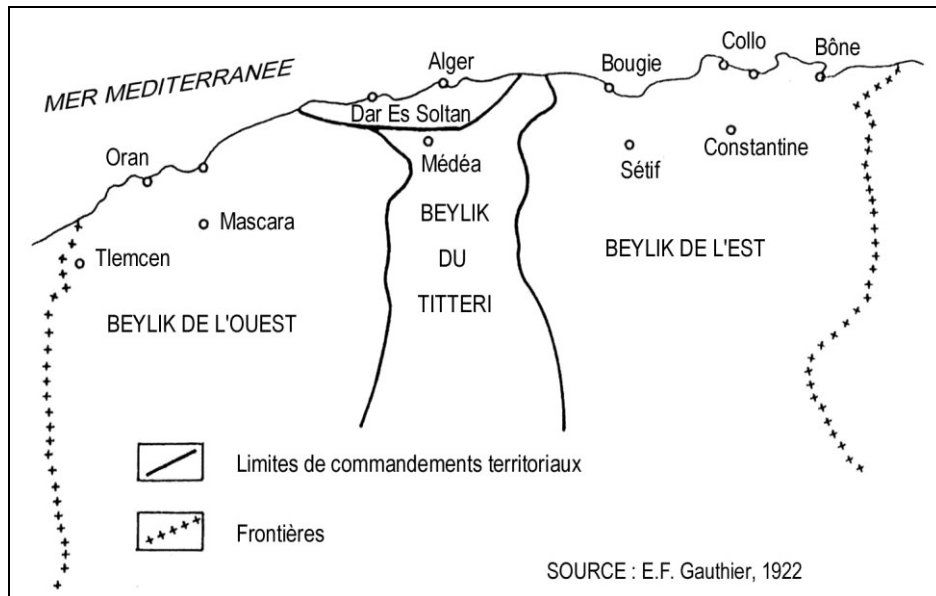 MER MEDITERRANEE
Alger
Bougie
Collo
Bône
Dar Es Soltan
Oran
Médéa
Sétif
Constantine
Mascara
Tlemcen
BEYLIK
DU
TITTERI
BEYLIK DE L'EST
BEYLIK DE L'OUEST
Limites de commandements territoriaux
Frontières
SOURCE : E.F. Gauthier, 1922